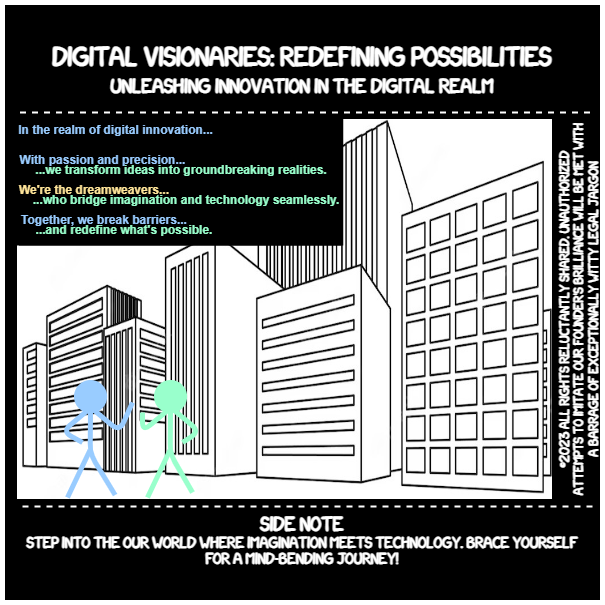 DIGITAL VISIONARIES: REDEFINING POSSIBILITIES
UNLEASHING INNOVATION IN THE DIGITAL REALM
In the realm of digital innovation...
With passion and precision...
...we transform ideas into groundbreaking realities.
We're the dreamweavers...
...who bridge imagination and technology seamlessly.
Together, we break barriers...
...and redefine what's possible.
©2023 ALL RIGHTS RELUCTANTLY SHARED. UNAUTHORIZED
ATTEMPTS TO IMITATE OUR FOUNDER'S BRILLIANCE WILL BE MET WITH
A BARRAGE OF EXCEPTIONALLY WITTY LEGAL JARGON
SIDE NOTE
STEP INTO THE OUR WORLD WHERE IMAGINATION MEETS TECHNOLOGY. BRACE YOURSELF
FOR A MIND-BENDING JOURNEY!